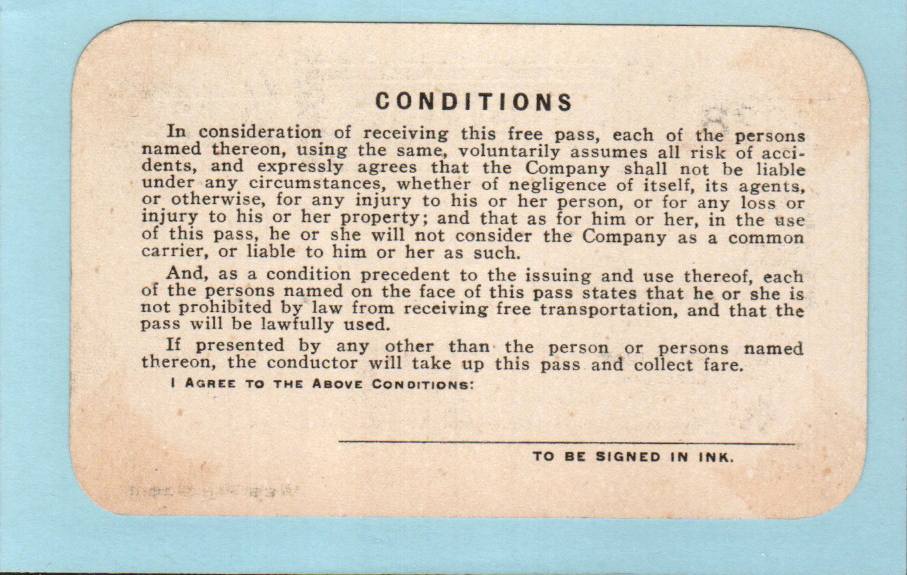 CONDITIONS
In consideration of receiving this free pass, each of the persons
named thereon, using the same, voluntarily assumes all risk of acci-
dents, and expressly agrees that the Company shall not be liable
under any circumstances, whether of negligence of itself, its agents,
or otherwise, for any injury to his or her person, or for any loss or
injury to his or her property; and that as for him or her, in the use
of this pass, he or she will not consider the Company as a common
carrier, or liable to him or her as such.
And, as a condition precedent to the issuing and use thereof, each
of the persons named on the face of this pass states that he or she is
not prohibited by law from receiving free transportation, and that the
pass will be lawfully used.
If presented by any other than the person or persons named
thereon, the conductor will take up this pass and collect fare.
I AGREE TO THE ABOVE CONDITIONS:
TO BE SIGNED IN INK.